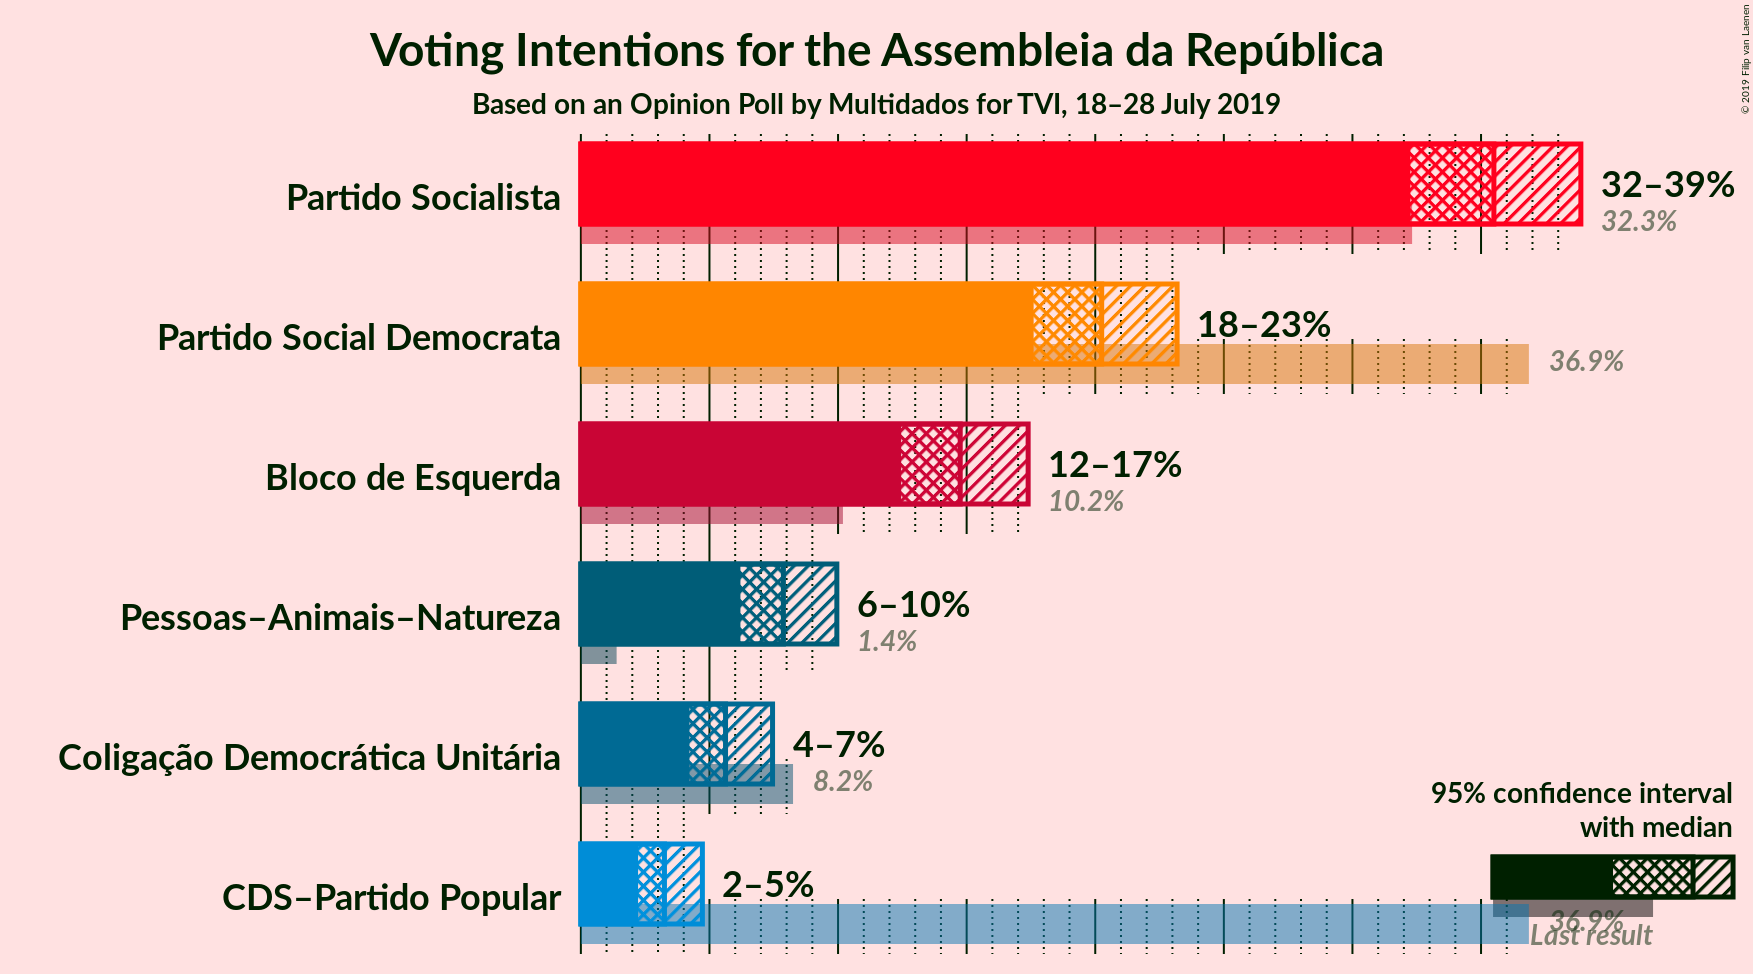 Voting Intentions for the Assembleia da República
Based on an Opinion Poll by Multidados for TVI, 18–28 July 2019
© 2019 Filip van Laenen
Partido Socialista
32–39%
32.3%
Partido Social Democrata
18–23%
36.9%
Bloco de Esquerda
12–17%
10.2%
Pessoas–Animais–Natureza
6–10%
1.4%
Coligação Democrática Unitária
4–7%
8.2%
CDS–Partido Popular
2–5%
36.9%
95% confidence interval
with median
Last result